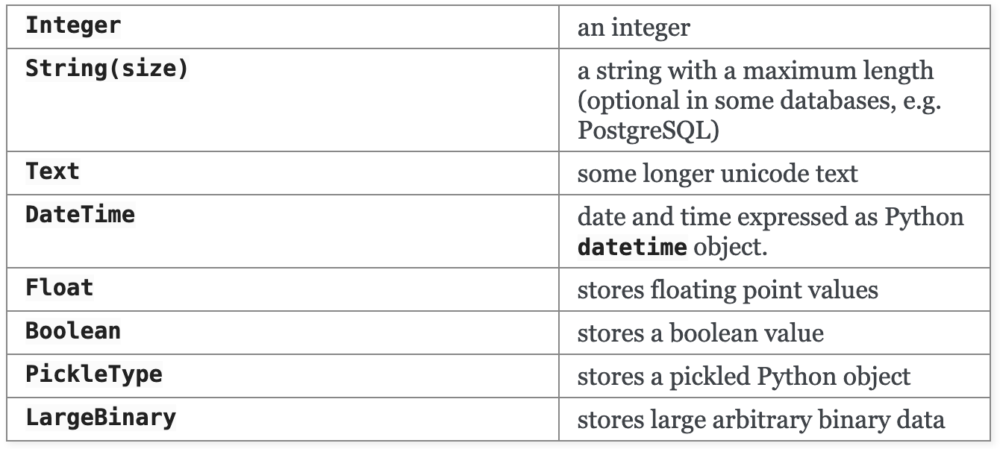 Integer
an integer
String(size)
a string with a maximum length
(optional in some databases, e.g.
PostgreSQL)
Text
some longer unicode text
DateTime
date and time expressed as Python
datetime object.
Float
stores floating point values
Boolean
stores a boolean value
PickleType
stores a pickled Python object
LargeBinary
stores large arbitrary binary data